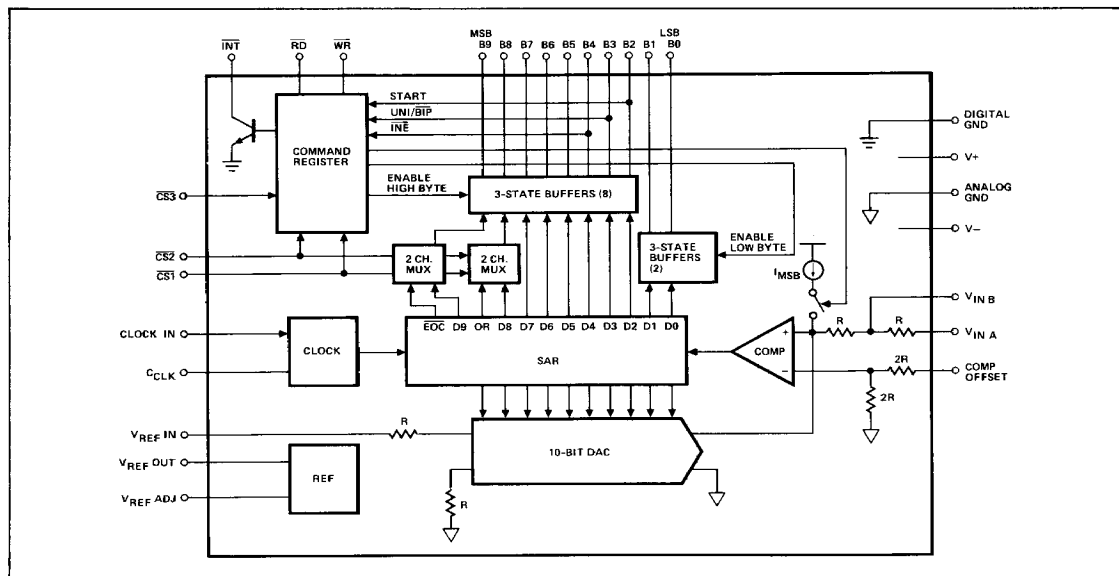 MSB LSB
INT RD WR B9 B8 B7 B6 B5 B4 B3 B2 B1 B0
START
UNI/BIP
INE
COMMAND
REGISTER
ENABLE
HIGH BYTE
3-STATE BUFFERS (8)
CS3
CS2
CS1
2 CH.
MUX
2 CH.
MUX
3-STATE
BUFFERS
(2)
ENABLE
LOW BYTE
IMSB
DIGITAL
GND
V+
ANALOG
GND
V−
VIN B
VIN A
COMP
OFFSET
R R
2R
2R
CLOCK IN
CCLK
CLOCK
EOC D9 OR D8 D7 D6 D5 D4 D3 D2 D1 D0
SAR
+
COMP
−
VREF IN
R
10-BIT DAC
VREF OUT
VREF ADJ
REF
R